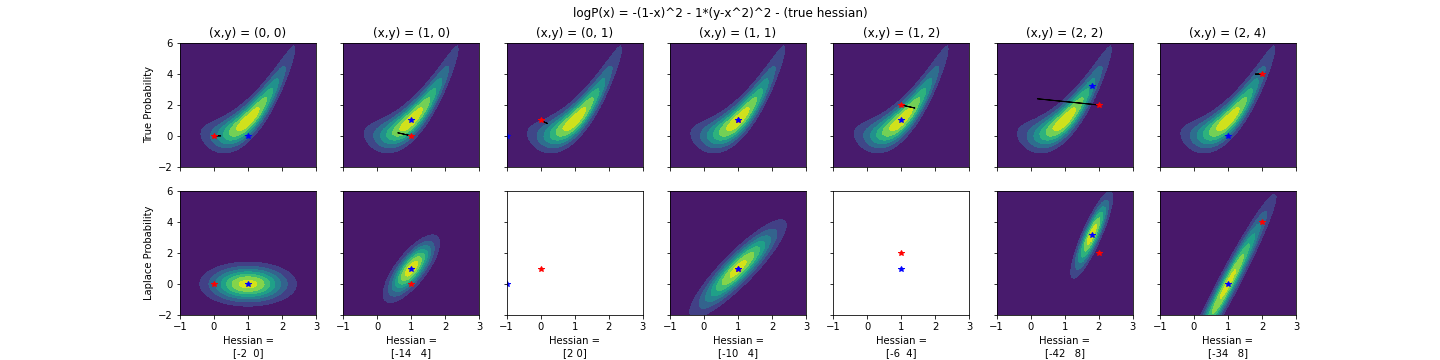 logP(x) = -(1-x)^2 - 1*(y-x^2)^2 - (true hessian)
(x,y) = (0, 0) (x,y) = (1, 0) (x,y) = (0, 1) (x,y) = (1, 1) (x,y) = (1, 2) (x,y) = (2, 2) (x,y) = (2, 4)
True Probability
6
4
2
0
−2
Laplace Probability
6
4
2
0
−2
−1 0 1 2 3 −1 0 1 2 3 −1 0 1 2 3 −1 0 1 2 3 −1 0 1 2 3 −1 0 1 2 3 −1 0 1 2 3
Hessian = Hessian = Hessian = Hessian = Hessian = Hessian = Hessian =
[-2 0] [-14 4] [2 0] [-10 4] [-6 4] [-42 8] [-34 8]